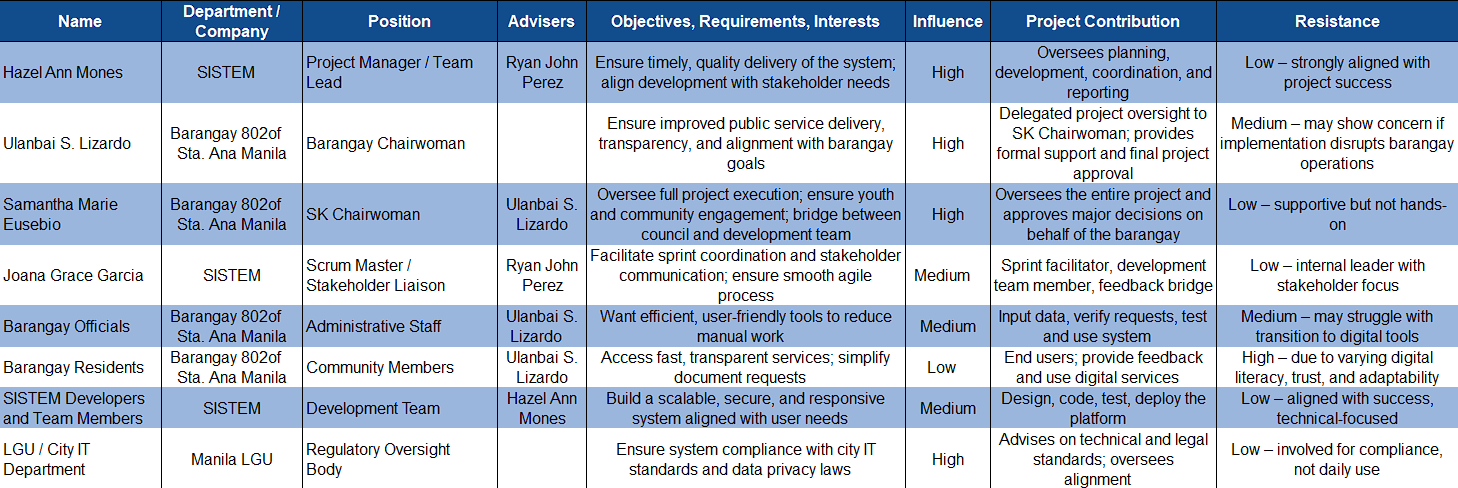 Name
Department /
Company
Position
Advisers
Objectives, Requirements, Interests
Influence
Project Contribution
Resistance
Hazel Ann Mones
SISTEM
Project Manager / Team
Lead
Ryan John
Perez
Ensure timely, quality delivery of the system;
align development with stakeholder needs
High
Oversees planning,
development, coordination, and
reporting
Low – strongly aligned with
project success
Ulanbai S. Lizardo
Barangay 802of
Sta. Ana Manila
Barangay Chairwoman
Ensure improved public service delivery,
transparency, and alignment with barangay
goals
High
Delegated project oversight to
SK Chairwoman; provides
formal support and final project
approval
Medium – may show concern if
implementation disrupts barangay
operations
Samantha Marie
Eusebio
Barangay 802of
Sta. Ana Manila
SK Chairwoman
Ulanbai S.
Lizardo
Oversee full project execution; ensure youth
and community engagement; bridge between
council and development team
High
Oversees the entire project and
approves major decisions on
behalf of the barangay
Low – supportive but not hands-
on
Joana Grace Garcia
SISTEM
Scrum Master /
Stakeholder Liaison
Ryan John
Perez
Facilitate sprint coordination and stakeholder
communication; ensure smooth agile
process
Medium
Sprint facilitator, development
team member, feedback bridge
Low – internal leader with
stakeholder focus
Barangay Officials
Barangay 802of
Sta. Ana Manila
Administrative Staff
Ulanbai S.
Lizardo
Want efficient, user-friendly tools to reduce
manual work
Medium
Input data, verify requests, test
and use system
Medium – may struggle with
transition to digital tools
Barangay Residents
Barangay 802of
Sta. Ana Manila
Community Members
Ulanbai S.
Lizardo
Access fast, transparent services; simplify
document requests
Low
End users; provide feedback
and use digital services
High – due to varying digital
literacy, trust, and adaptability
SISTEM Developers
and Team Members
SISTEM
Development Team
Hazel Ann
Mones
Build a scalable, secure, and responsive
system aligned with user needs
Medium
Design, code, test, deploy the
platform
Low – aligned with success,
technical-focused
LGU / City IT
Department
Manila LGU
Regulatory Oversight
Body
Ensure system compliance with city IT
standards and data privacy laws
High
Advises on technical and legal
standards; oversees
alignment
Low – involved for compliance,
not daily use